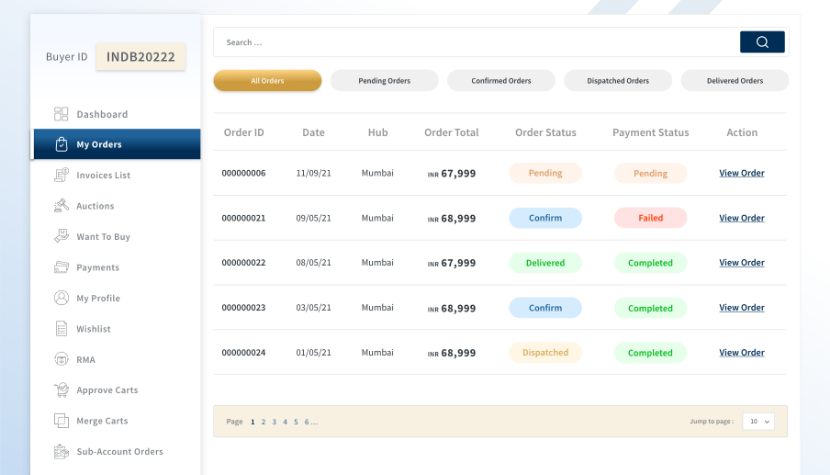 Buyer ID INDB20222
Dashboard
My Orders
Invoices List
Auctions
Want To Buy
Payments
My Profile
Wishlist
RMA
Approve Carts
Merge Carts
Sub-Account Orders
Search ...
All Orders Pending Orders Confirmed Orders Dispatched Orders Delivered Orders
Order ID Date Hub Order Total Order Status Payment Status Action
000000006 11/09/21 Mumbai INR 67,999 Pending Pending View Order
000000021 09/05/21 Mumbai INR 68,999 Confirm Failed View Order
000000022 08/05/21 Mumbai INR 67,999 Delivered Completed View Order
000000023 03/05/21 Mumbai INR 68,999 Confirm Completed View Order
000000024 01/05/21 Mumbai INR 68,999 Dispatched Completed View Order
Page 1 2 3 4 5 6 ... Jump to page : 10